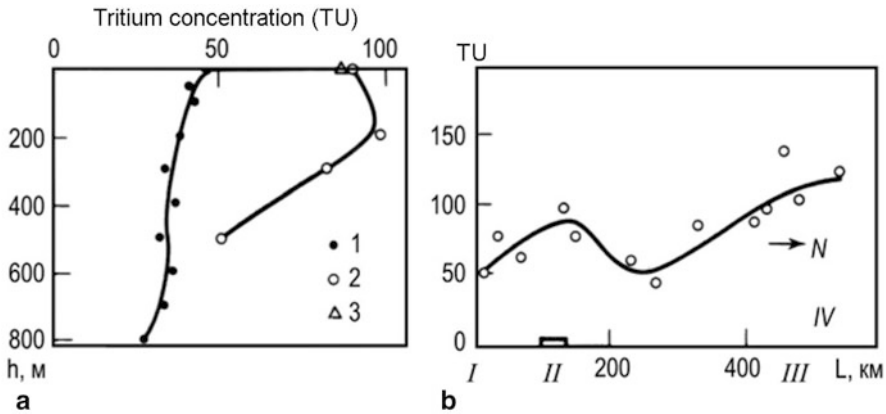 Tritium concentration (TU)
0 50 100
200
400
600
800
h, м
1
2
3
a
TU
150
100
50
0
N
IV
I II 200 400 III L, км
b